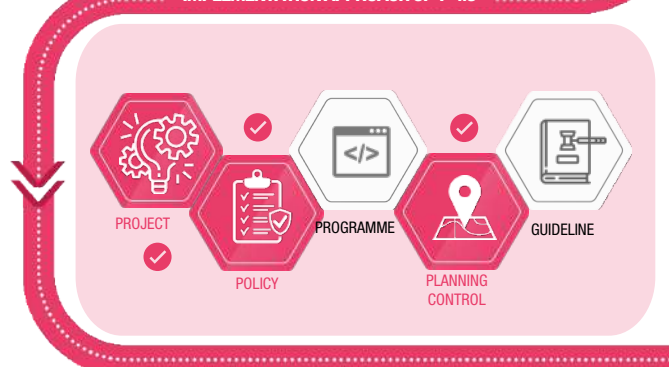 PROJECT
POLICY
PROGRAMME
PLANNING
CONTROL
GUIDELINE
</>